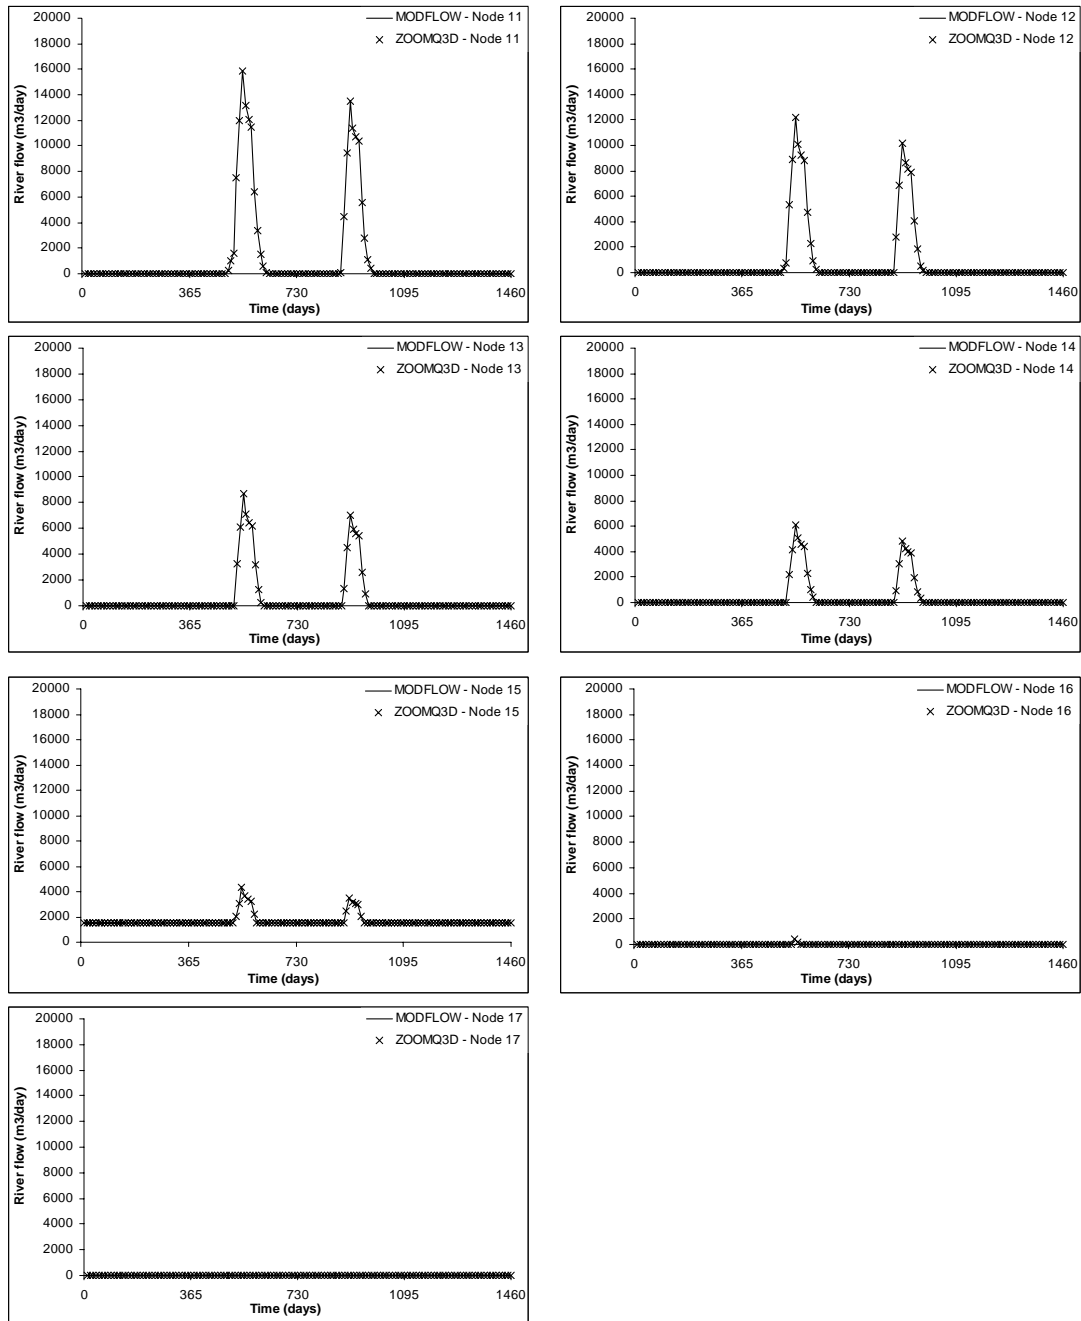 MODFLOW - Node 11
ZOOMQ3D - Node 11
20000
18000
16000
14000
12000
10000
8000
6000
4000
2000
0
River flow (m3/day)
0 365 730 1095 1460
Time (days)
MODFLOW - Node 12
ZOOMQ3D - Node 12
20000
18000
16000
14000
12000
10000
8000
6000
4000
2000
0
River flow (m3/day)
0 365 730 1095 1460
Time (days)
MODFLOW - Node 13
ZOOMQ3D - Node 13
20000
18000
16000
14000
12000
10000
8000
6000
4000
2000
0
River flow (m3/day)
0 365 730 1095 1460
Time (days)
MODFLOW - Node 14
ZOOMQ3D - Node 14
20000
18000
16000
14000
12000
10000
8000
6000
4000
2000
0
River flow (m3/day)
0 365 730 1095 1460
Time (days)
MODFLOW - Node 15
ZOOMQ3D - Node 15
20000
18000
16000
14000
12000
10000
8000
6000
4000
2000
0
River flow (m3/day)
0 365 730 1095 1460
Time (days)
MODFLOW - Node 16
ZOOMQ3D - Node 16
20000
18000
16000
14000
12000
10000
8000
6000
4000
2000
0
River flow (m3/day)
0 365 730 1095 1460
Time (days)
MODFLOW - Node 17
ZOOMQ3D - Node 17
20000
18000
16000
14000
12000
10000
8000
6000
4000
2000
0
River flow (m3/day)
0 365 730 1095 1460
Time (days)